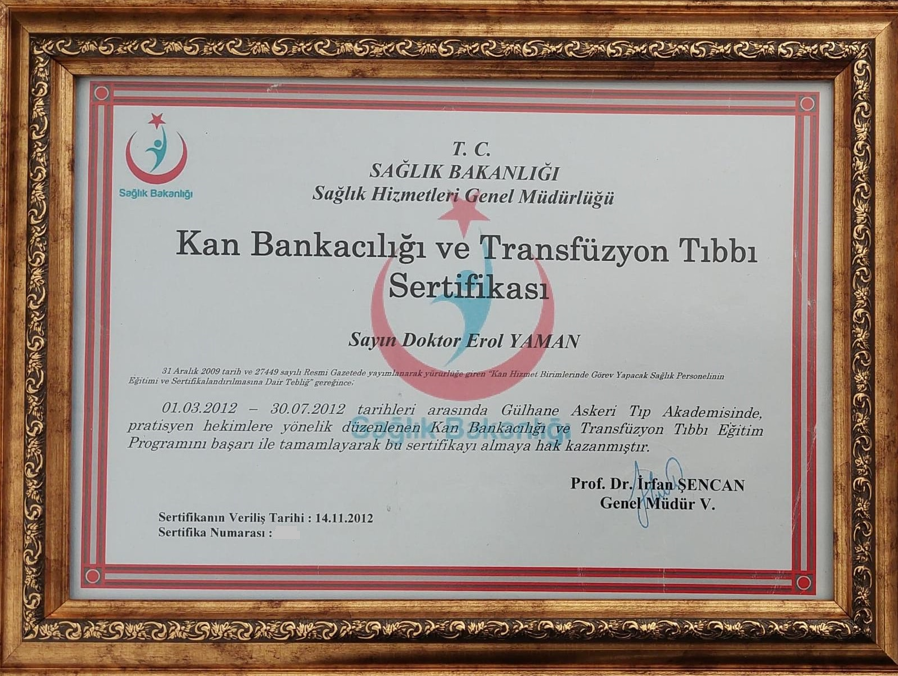 Sağlık Bakanlığı
T. C.
SAĞLIK BAKANLIĞI
Sağlık Hizmetleri Genel Müdürlüğü
Kan Bankacılığı ve Transfüzyon Tıbbı
Sertifikası
Sayın Doktor Erol YAMAN
31 Aralık 2009 tarih ve 27449 sayılı Resmi Gazetede yayımlanarak yürürlüğe giren "Kan Hizmet Birimlerinde Görev Yapacak Sağlık Personelinin
Eğitimi ve Sertifikalandırılmasına Dair Tebliğ" gereğince;
01.03.2012 – 30.07.2012 tarihleri arasında Gülhane Askeri Tıp Akademisinde,
pratisyen hekimlere yönelik düzenlenen Kan Bankacılığı ve Transfüzyon Tıbbı Eğitim
Programını başarı ile tamamlayarak bu sertifikayı almaya hak kazanmıştır.
Sağlık Bakanlığı
Prof. Dr. İrfan ŞENCAN
Genel Müdür V.
Sertifikanın Veriliş Tarihi : 14.11.2012
Sertifika Numarası :